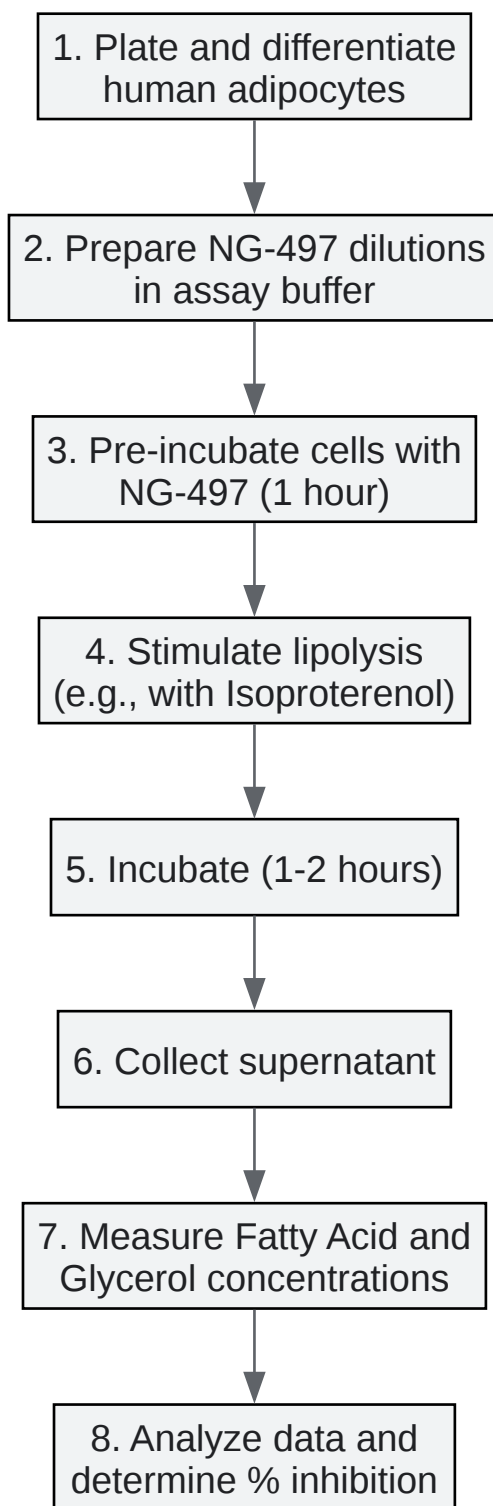 1. Plate and differentiate
human adipocytes
2. Prepare NG-497 dilutions
in assay buffer
3. Pre-incubate cells with
NG-497 (1 hour)
4. Stimulate lipolysis
(e.g., with Isoproterenol)
5. Incubate (1-2 hours)
6. Collect supernatant
7. Measure Fatty Acid and
Glycerol concentrations
8. Analyze data and
determine % inhibition